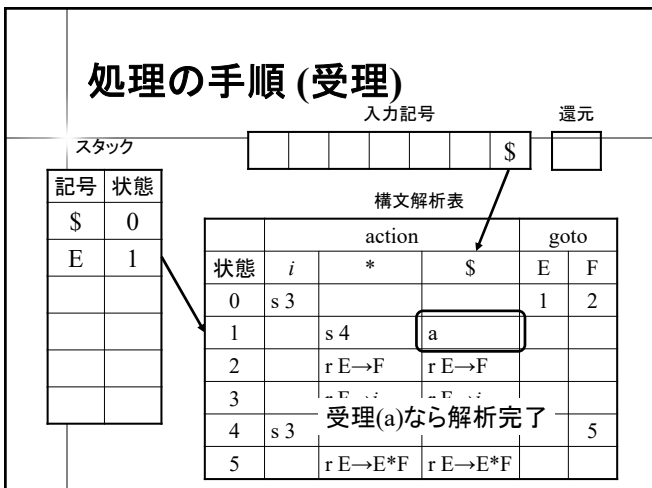 処理の手順 (受理)
入力記号 還元
スタック
$
記号 状態
$ 0
E 1
構文解析表
action goto
状態 i * $ E F
0 s 3 1 2
1 s 4 a
2 r E→F r E→F
3
受理(a)なら解析完了
4 s 3 5
5 r E→E*F r E→E*F